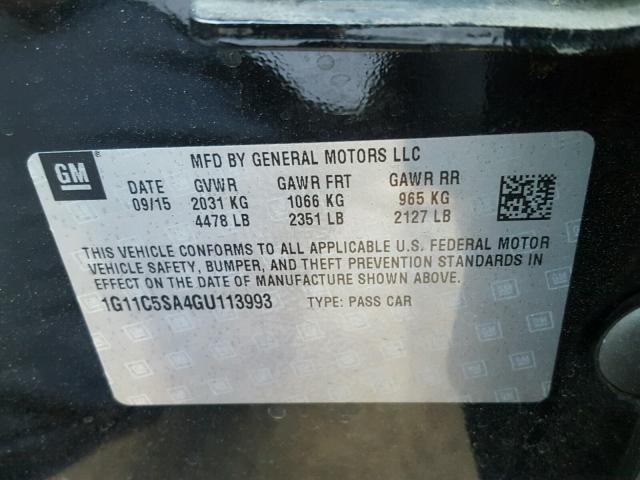 GM
MFD BY GENERAL MOTORS LLC
DATE GVWR GAWR FRT GAWR RR
09/15 2031 KG 1066 KG 965 KG
4478 LB 2351 LB 2127 LB
THIS VEHICLE CONFORMS TO ALL APPLICABLE U.S. FEDERAL MOTOR
VEHICLE SAFETY, BUMPER, AND THEFT PREVENTION STANDARDS IN
EFFECT ON THE DATE OF MANUFACTURE SHOWN ABOVE.
1G11C5SA4GU113993 TYPE: PASS CAR